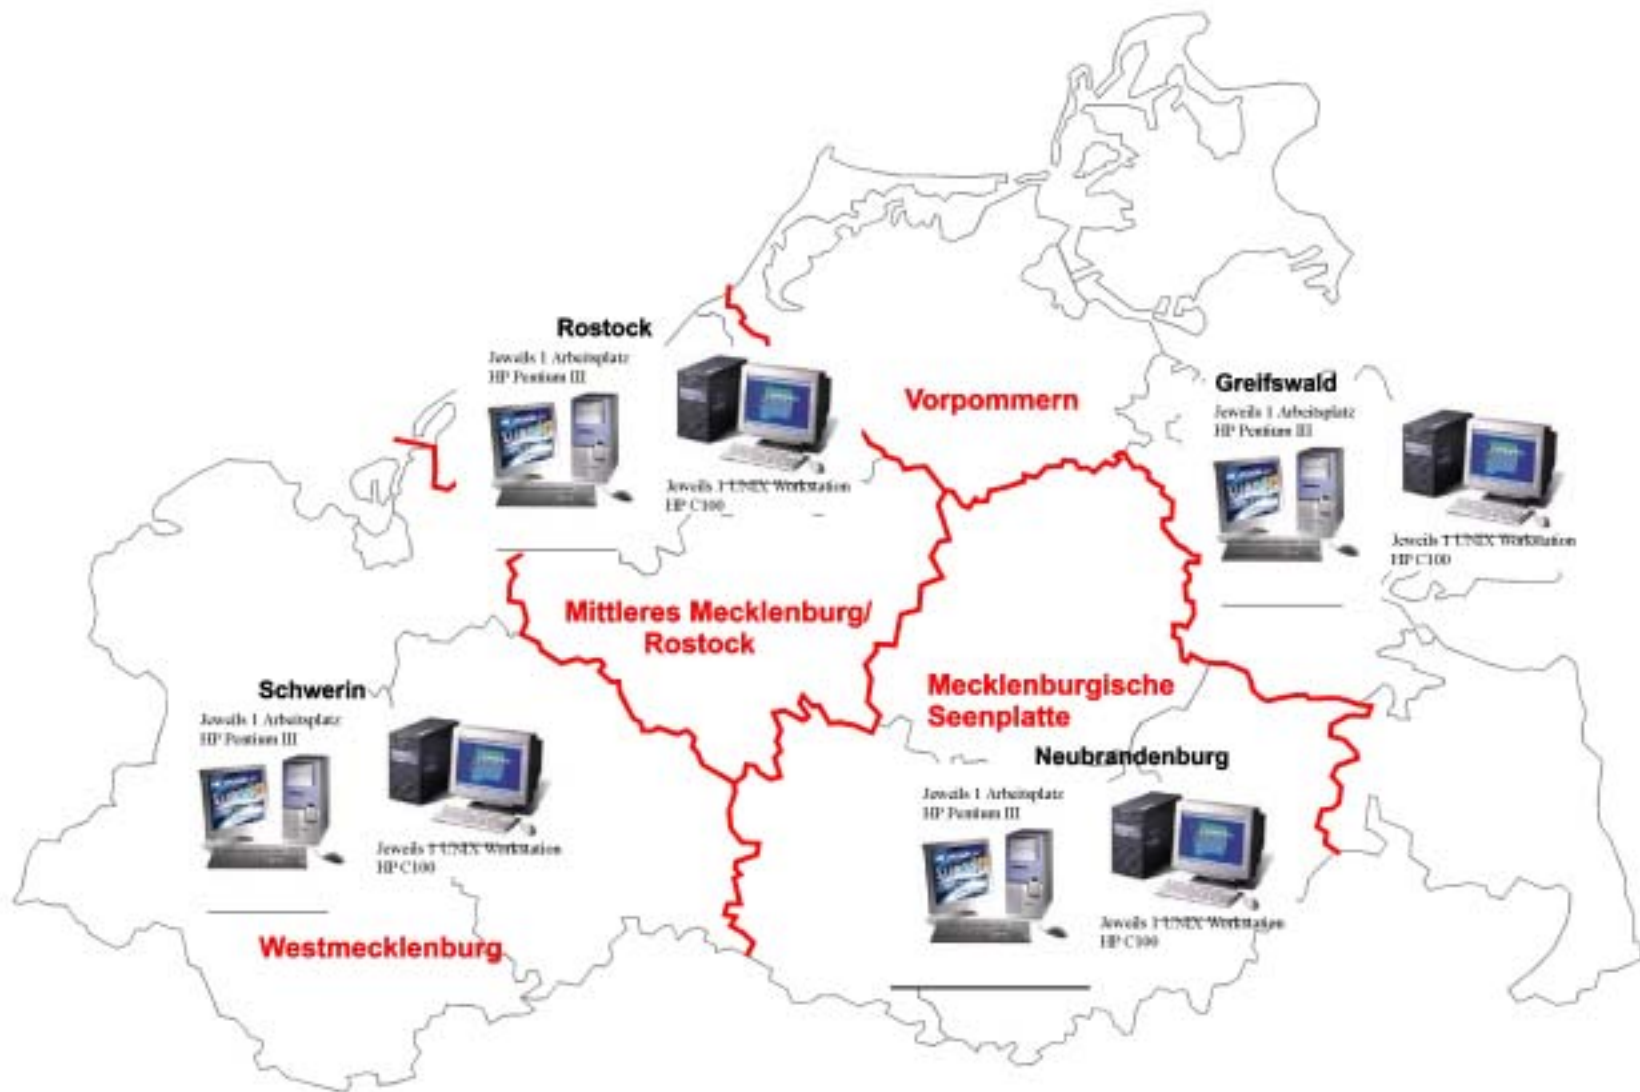 Rostock
Jeweils 1 Arbeitsplatz
HP Pentium III
Jeweils 1 UNIX Workstation
HP C100
Vorpommern
Greifswald
Jeweils 1 Arbeitsplatz
HP Pentium III
Jeweils 1 UNIX Workstation
HP C100
Mittleres Mecklenburg/
Rostock
Schwerin
Jeweils 1 Arbeitsplatz
HP Pentium III
Jeweils 1 UNIX Workstation
HP C100
Westmecklenburg
Mecklenburgische
Seenplatte
Neubrandenburg
Jeweils 1 Arbeitsplatz
HP Pentium III
Jeweils 1 UNIX Workstation
HP C100